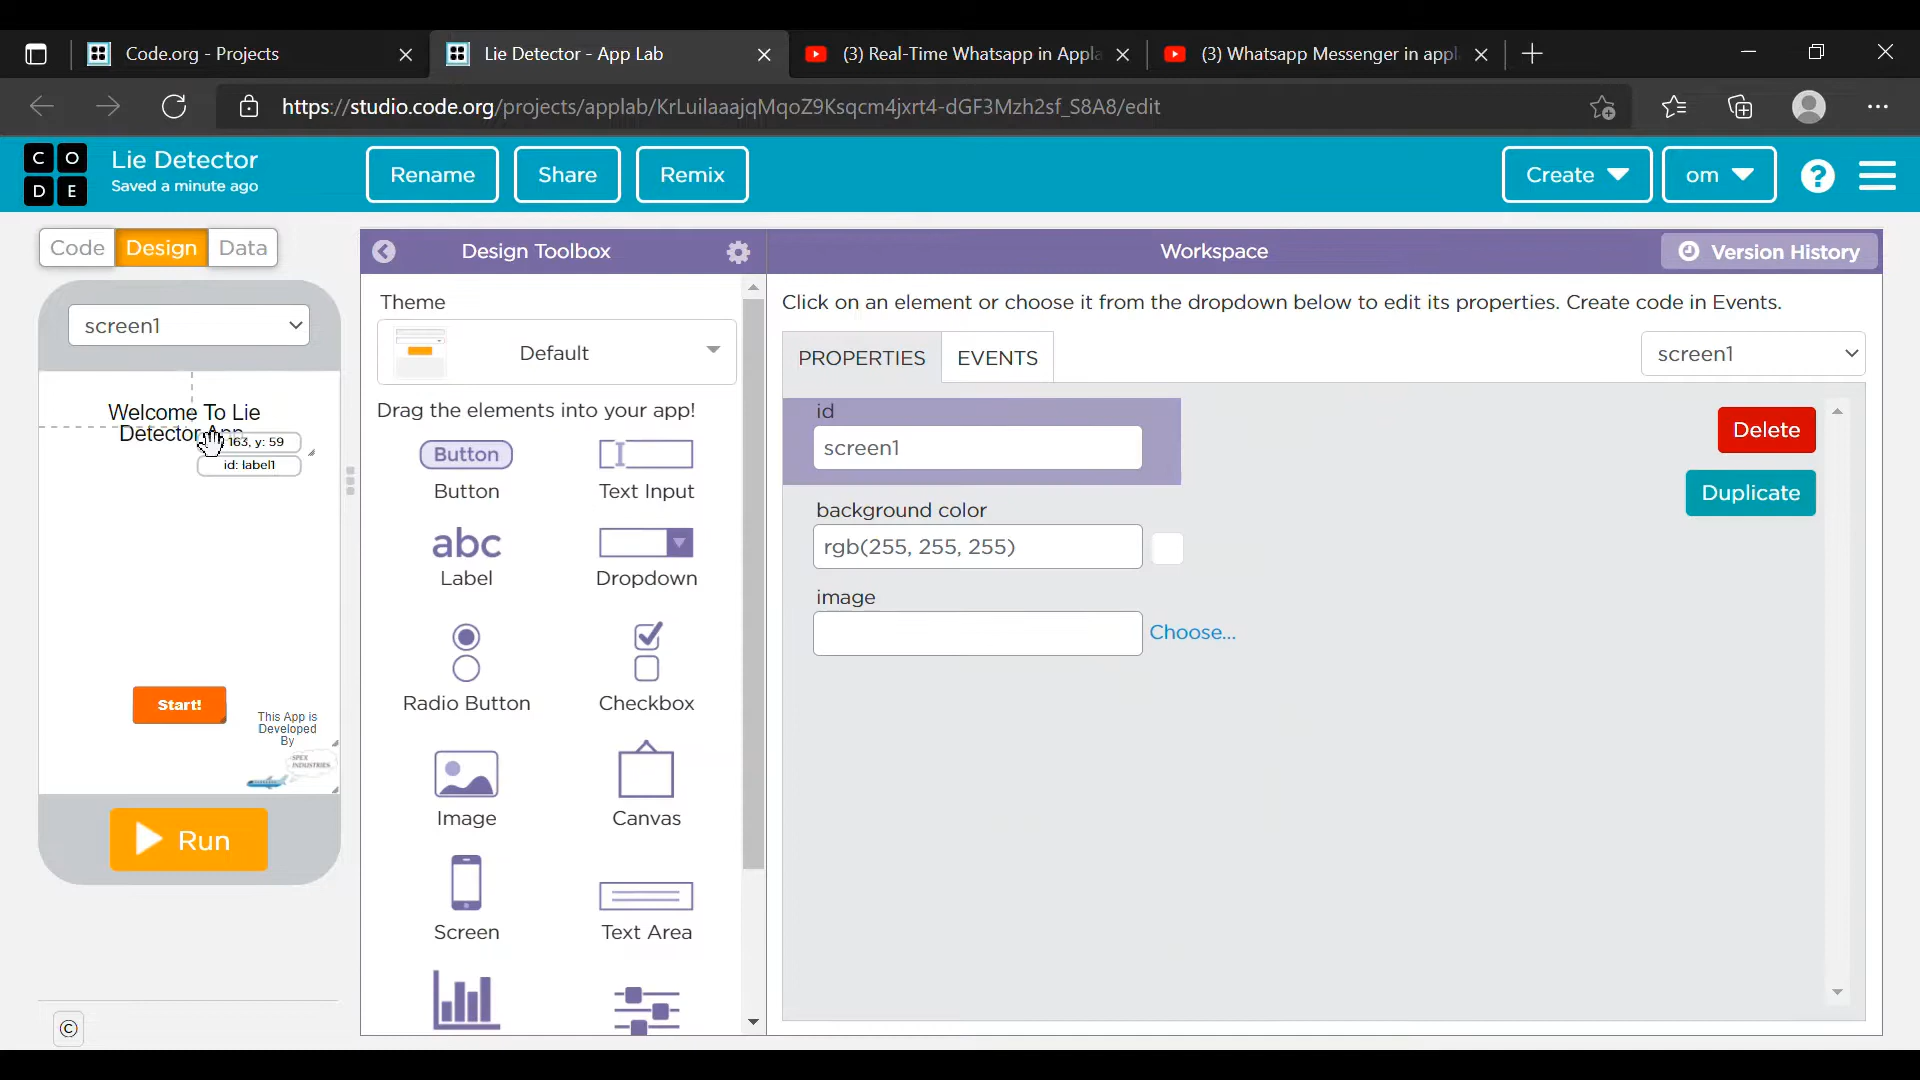 Code.org - Projects
Lie Detector - App Lab
(3) Real-Time Whatsapp in Appla
(3) Whatsapp Messenger in appl
https://studio.code.org/projects/applab/KrLuilaaajqMqoZ9Ksqcm4jxrt4-dGF3Mzh2sf_S8A8/edit
C O
D E
Lie Detector
Saved a minute ago
Rename
Share
Remix
Create
om
?
Code
Design
Data
screen1
Welcome To Lie
Detector App
163, y: 59
id: label1
Start!
This App is
Developed
By
SPEX
INDUSTRIES
Run
©
Design Toolbox
Theme
Default
Drag the elements into your app!
Button
Button
Text Input
abc
Label
Dropdown
Radio Button
Checkbox
Image
Canvas
Screen
Text Area
Workspace
Version History
Click on an element or choose it from the dropdown below to edit its properties. Create code in Events.
PROPERTIES
EVENTS
screen1
id
screen1
Delete
Duplicate
background color
rgb(255, 255, 255)
image
Choose...